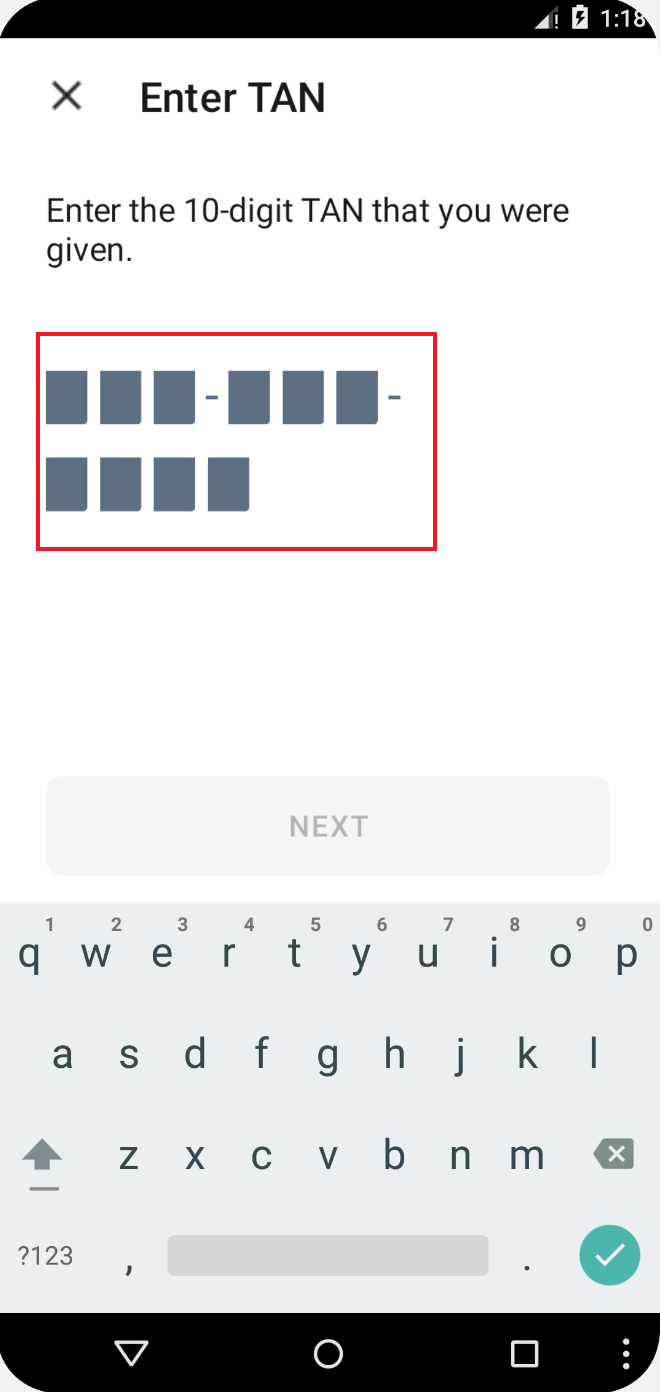 1:18
Enter TAN
Enter the 10-digit TAN that you were
given.
-  -
NEXT
1 2 3 4 5 6 7 8 9 0
q w e r t y u i o p
a s d f g h j k l
z x c v b n m
?123 , .